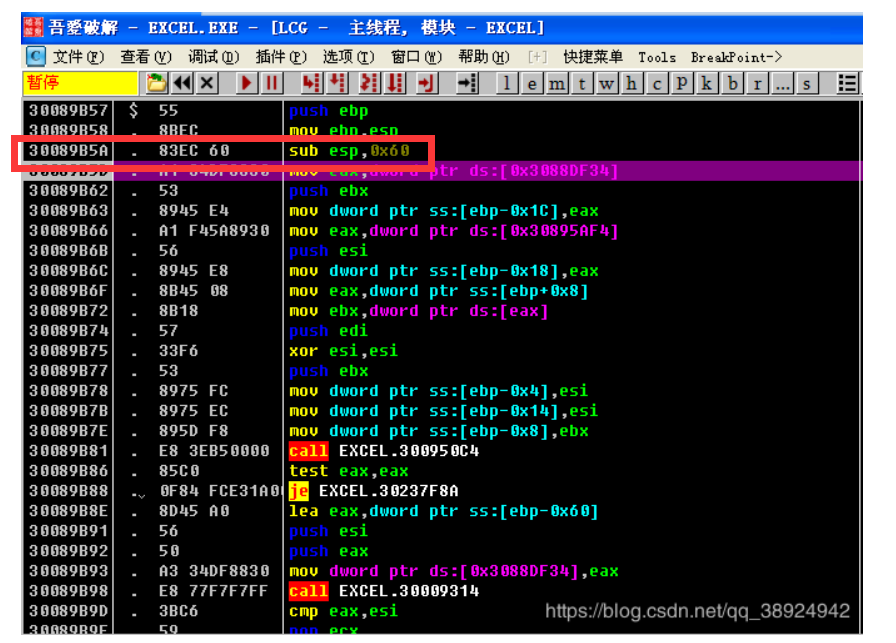 吾爱破解 - EXCEL.EXE - [LCG - 主线程, 模块 - EXCEL]
C 文件(F) 查看(V) 调试(D) 插件(P) 选项(T) 窗口(W) 帮助(H) [+] 快捷菜单 Tools BreakPoint->
暂停 l e m t w h c P k b r ... s
30089B57 $ 55 push ebp
30089B58 . 8BEC mov ebp,esp
30089B5A . 83EC 60 sub esp,0x60
30089B5D . A1 34DF8830 mov eax,dword ptr ds:[0x3088DF34]
30089B62 . 53 push ebx
30089B63 . 8945 E4 mov dword ptr ss:[ebp-0x1C],eax
30089B66 . A1 F45A8930 mov eax,dword ptr ds:[0x30895AF4]
30089B6B . 56 push esi
30089B6C . 8945 E8 mov dword ptr ss:[ebp-0x18],eax
30089B6F . 8B45 08 mov eax,dword ptr ss:[ebp+0x8]
30089B72 . 8B18 mov ebx,dword ptr ds:[eax]
30089B74 . 57 push edi
30089B75 . 33F6 xor esi,esi
30089B77 . 53 push ebx
30089B78 . 8975 FC mov dword ptr ss:[ebp-0x4],esi
30089B7B . 8975 EC mov dword ptr ss:[ebp-0x14],esi
30089B7E . 895D F8 mov dword ptr ss:[ebp-0x8],ebx
30089B81 . E8 3EB50000 call EXCEL.300950C4
30089B86 . 85C0 test eax,eax
30089B88 . 0F84 FCE31A0 je EXCEL.30237F8A
30089B8E . 8D45 A0 lea eax,dword ptr ss:[ebp-0x60]
30089B91 . 56 push esi
30089B92 . 50 push eax
30089B93 . A3 34DF8830 mov dword ptr ds:[0x3088DF34],eax
30089B98 . E8 77F7F7FF call EXCEL.30009314
30089B9D . 3BC6 cmp eax,esi
30089B9F . 59 pop ecx
https://blog.csdn.net/qq_38924942